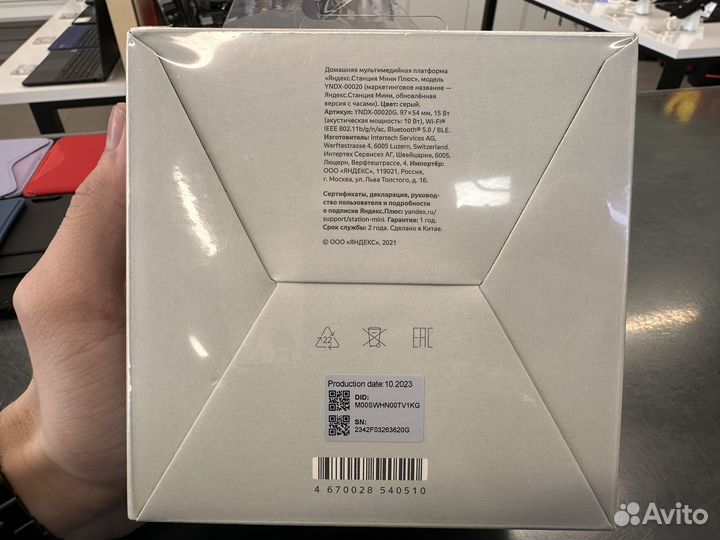 Домашняя мультимедийная платформа
«Яндекс.Станция Мини Плюс», модель
YNDX-00020 (маркетинговое название —
Яндекс.Станция Мини, обновлённая
версия с часами). Цвет: серый.
Артикул: YNDX-00020G. 97×54 мм, 15 Вт
(акустическая мощность: 10 Вт), Wi-Fi®
IEEE 802.11b/g/n/ac, Bluetooth® 5.0 / BLE.
Изготовитель: Intertech Services AG,
Werftestrasse 4, 6005 Luzern, Switzerland.
Интертех Сервисез АГ, Швейцария, 6005,
Люцерн, Верфтештрассе, 4. Импортёр:
ООО «ЯНДЕКС», 119021, Россия,
г. Москва, ул. Льва Толстого, д. 16.
Сертификаты, декларация, руковод-
ство пользователя и подробности
о подписке Яндекс.Плюс: yandex.ru/
support/station-mini. Гарантия: 1 год.
Срок службы: 2 года. Сделано в Китае.
© ООО «ЯНДЕКС», 2021
22
EAC
Production date:10.2023
DID:
M00SWHN00TV1KG
SN:
2342F03263620G
4 670028 540510
Avito